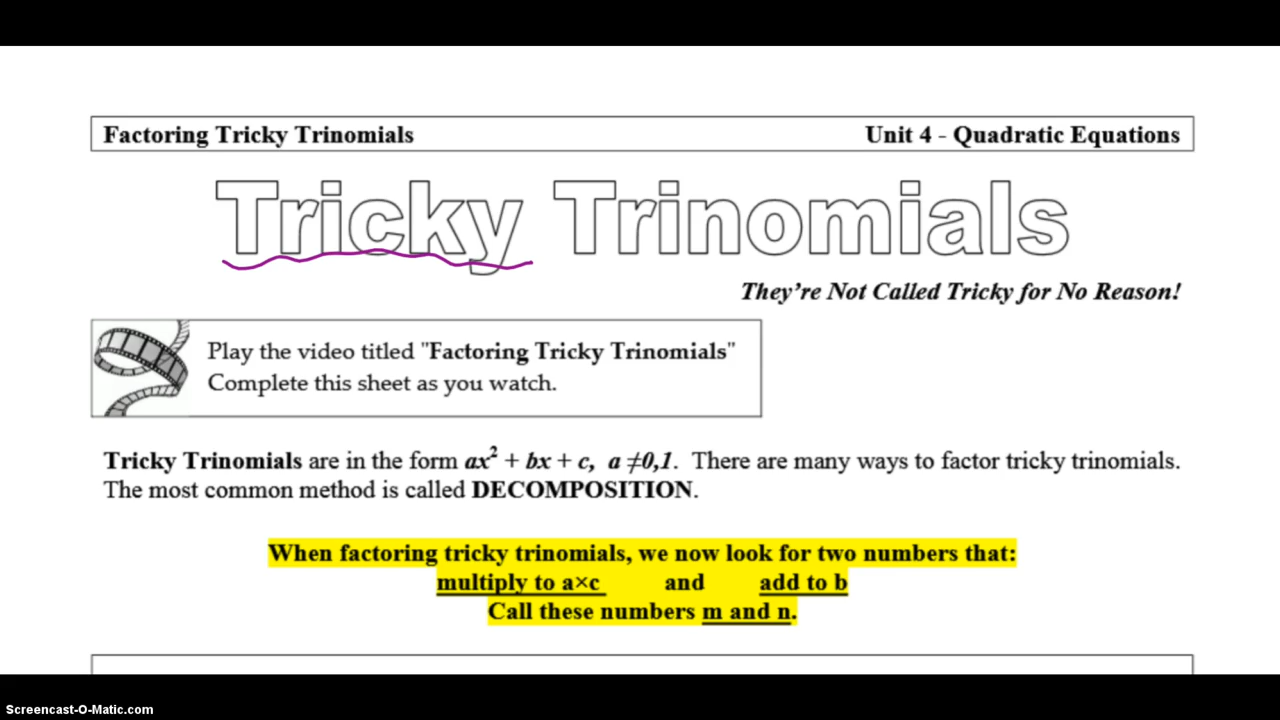 Factoring Tricky Trinomials Unit 4 - Quadratic Equations
Tricky Trinomials
They're Not Called Tricky for No Reason!
Play the video titled "Factoring Tricky Trinomials"
Complete this sheet as you watch.
Tricky Trinomials are in the form ax² + bx + c, a ≠0,1. There are many ways to factor tricky trinomials.
The most common method is called DECOMPOSITION.
When factoring tricky trinomials, we now look for two numbers that:
multiply to a×c and add to b
Call these numbers m and n.
Screencast-O-Matic.com